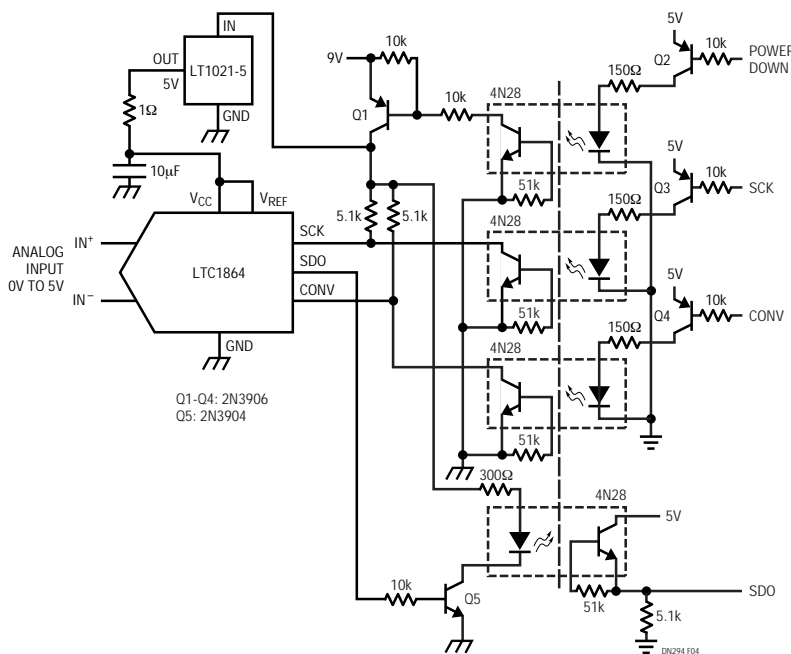 IN
OUT
5V
LT1021-5
GND
1Ω
10µF
VCC
VREF
9V
10k
Q1
10k
4N28
51k
150Ω
5V
Q2
10k
POWER
DOWN
5.1k
5.1k
4N28
51k
150Ω
5V
Q3
10k
SCK
ANALOG
INPUT
0V TO 5V
IN+
IN−
LTC1864
SCK
SDO
CONV
GND
4N28
51k
150Ω
5V
Q4
10k
CONV
Q1-Q4: 2N3906
Q5: 2N3904
300Ω
4N28
5V
10k
Q5
51k
5.1k
SDO
DN294 F04